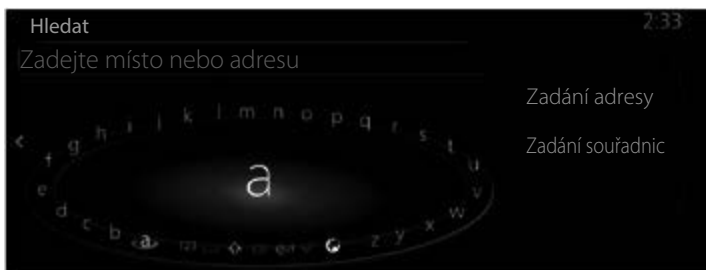 Hledat
2:33
Zadejte místo nebo adresu
Zadání adresy
Zadání souřadnic
g h i j k l m n o p q r s t
f u
e a v
d w
c b a z y x